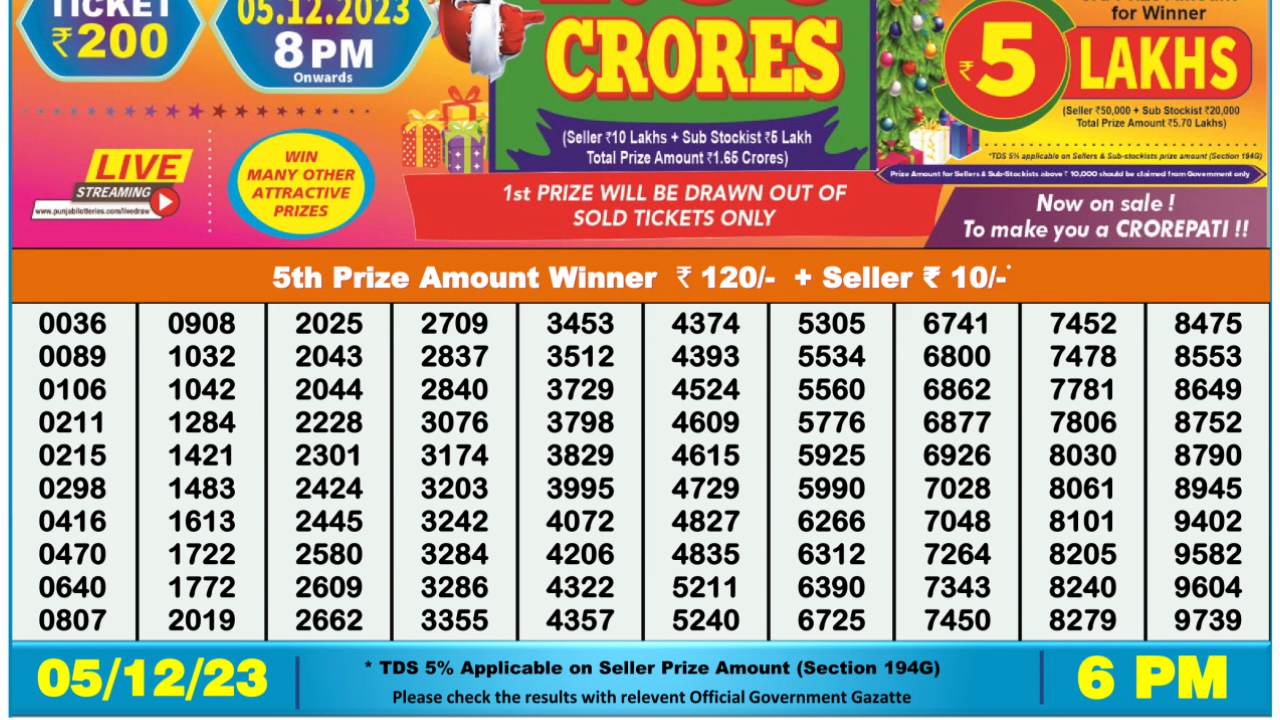 TICKET
₹200
05.12.2023
8 PM
Onwards
CRORES
(Seller ₹10 Lakhs + Sub Stockist ₹5 Lakh
Total Prize Amount ₹1.65 Crores)
for Winner
₹5 LAKHS
(Seller ₹50,000 + Sub Stockist ₹20,000
Total Prize Amount ₹5.70 Lakhs)
*TDS 5% applicable on Sellers & Sub-stockists prize amount (Section 194G)
Prize Amount for Sellers & Sub-Stockists above ₹ 10,000 should be claimed from Government only
LIVE
STREAMING
www.punjablotteries.com/livedraw
WIN
MANY OTHER
ATTRACTIVE
PRIZES
1st PRIZE WILL BE DRAWN OUT OF
SOLD TICKETS ONLY
Now on sale !
To make you a CROREPATI !!
5th Prize Amount Winner ₹ 120/- + Seller ₹ 10/-*
0036 0908 2025 2709 3453 4374 5305 6741 7452 8475
0089 1032 2043 2837 3512 4393 5534 6800 7478 8553
0106 1042 2044 2840 3729 4524 5560 6862 7781 8649
0211 1284 2228 3076 3798 4609 5776 6877 7806 8752
0215 1421 2301 3174 3829 4615 5925 6926 8030 8790
0298 1483 2424 3203 3995 4729 5990 7028 8061 8945
0416 1613 2445 3242 4072 4827 6266 7048 8101 9402
0470 1722 2580 3284 4206 4835 6312 7264 8205 9582
0640 1772 2609 3286 4322 5211 6390 7343 8240 9604
0807 2019 2662 3355 4357 5240 6725 7450 8279 9739
05/12/23
* TDS 5% Applicable on Seller Prize Amount (Section 194G)
Please check the results with relevent Official Government Gazatte
6 PM